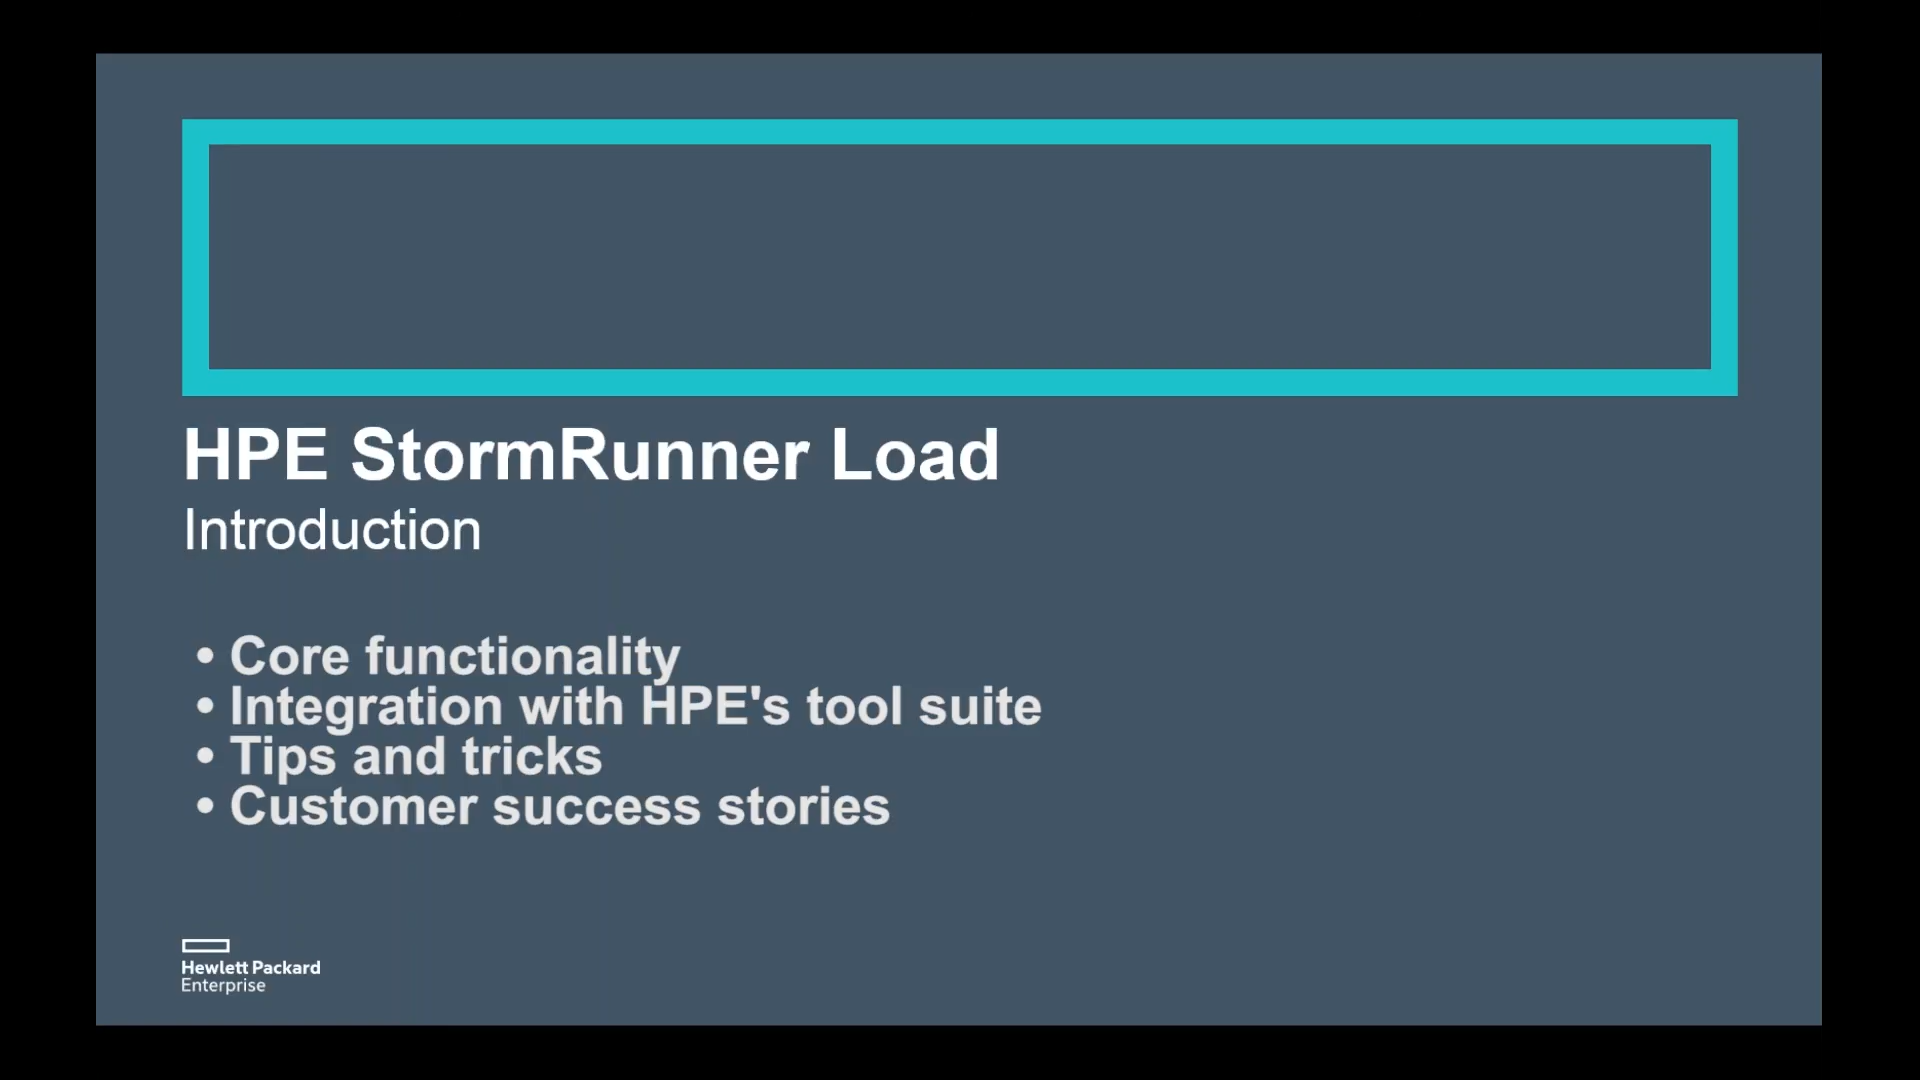 HPE StormRunner Load
Introduction
• Core functionality
• Integration with HPE's tool suite
• Tips and tricks
• Customer success stories
Hewlett Packard
Enterprise